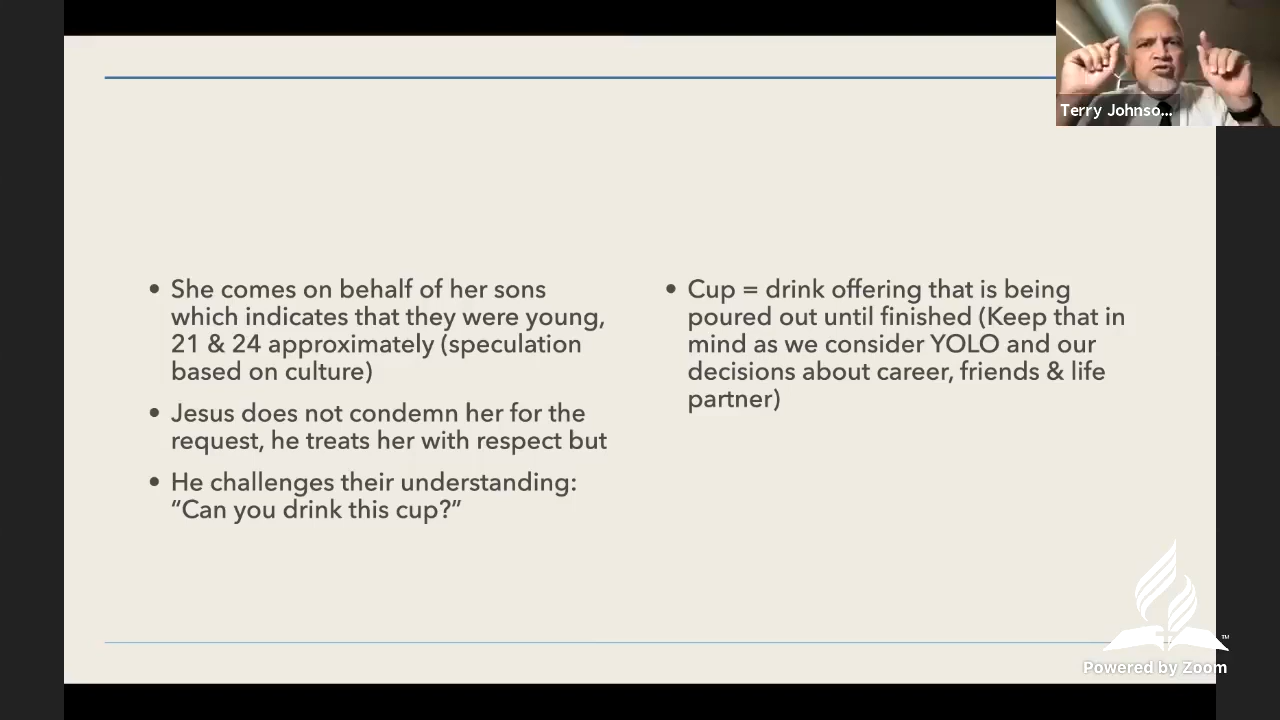 Terry Johnso...
• She comes on behalf of her sons
which indicates that they were young,
21 & 24 approximately (speculation
based on culture)
• Jesus does not condemn her for the
request, he treats her with respect but
• He challenges their understanding:
“Can you drink this cup?”
• Cup = drink offering that is being
poured out until finished (Keep that in
mind as we consider YOLO and our
decisions about career, friends & life
partner)
™
Powered by Zoom